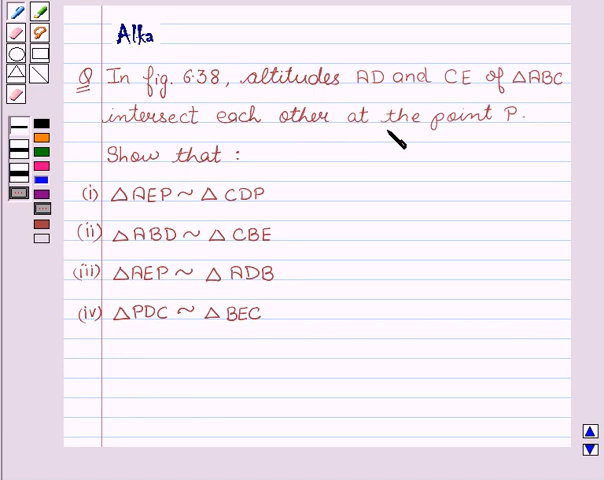 Alka
Q In fig. 6.38, altitudes AD and CE of △ABC
intersect each other at the point P.
Show that :
(i) △AEP ~ △ CDP
(ii) △ABD ~ △ CBE
(iii) △AEP ~ △ ADB
(iv) △PDC ~ △ BEC